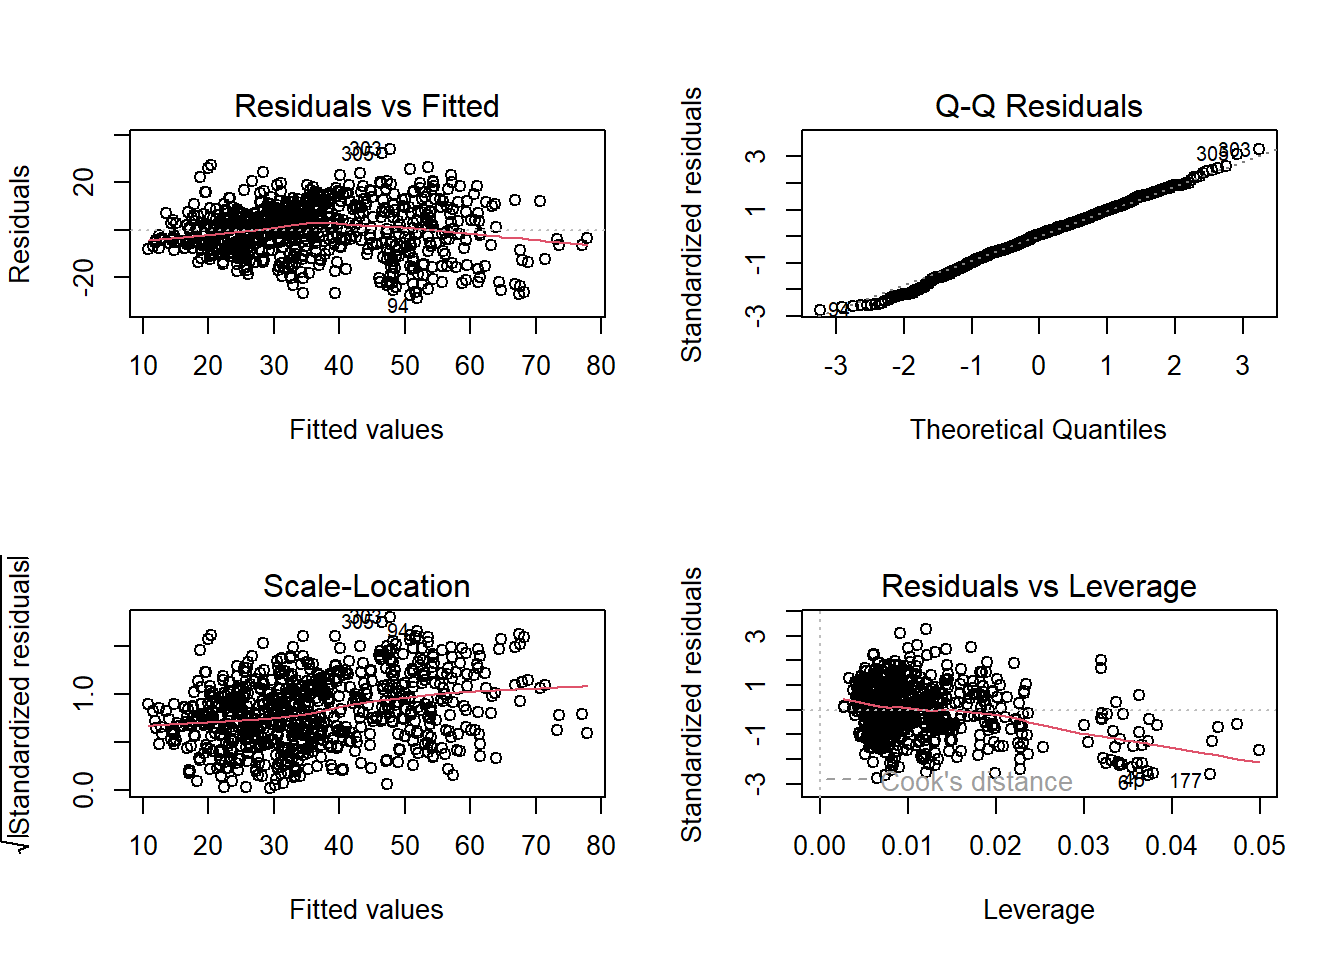 Residuals vs Fitted
Residuals
20
-20
303
305
94
10 20 30 40 50 60 70 80
Fitted values
Q-Q Residuals
Standardized residuals
3
1
-1
-3
303
305
94
-3 -2 -1 0 1 2 3
Theoretical Quantiles
Scale-Location
√|Standardized residuals|
1.0
0.0
303
305
94
10 20 30 40 50 60 70 80
Fitted values
Residuals vs Leverage
Standardized residuals
3
1
-1
-3
Cook's distance
177
0.00 0.01 0.02 0.03 0.04 0.05
Leverage